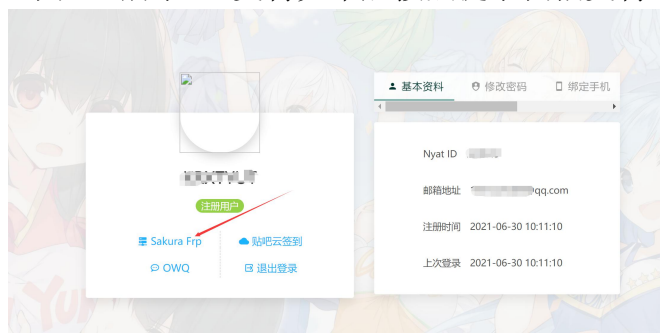 基本资料
修改密码
绑定手机
Nyat ID
邮箱地址 qq.com
注册用户
注册时间 2021-06-30 10:11:10
Sakura Frp
贴吧云签到
上次登录 2021-06-30 10:11:10
OWQ
退出登录